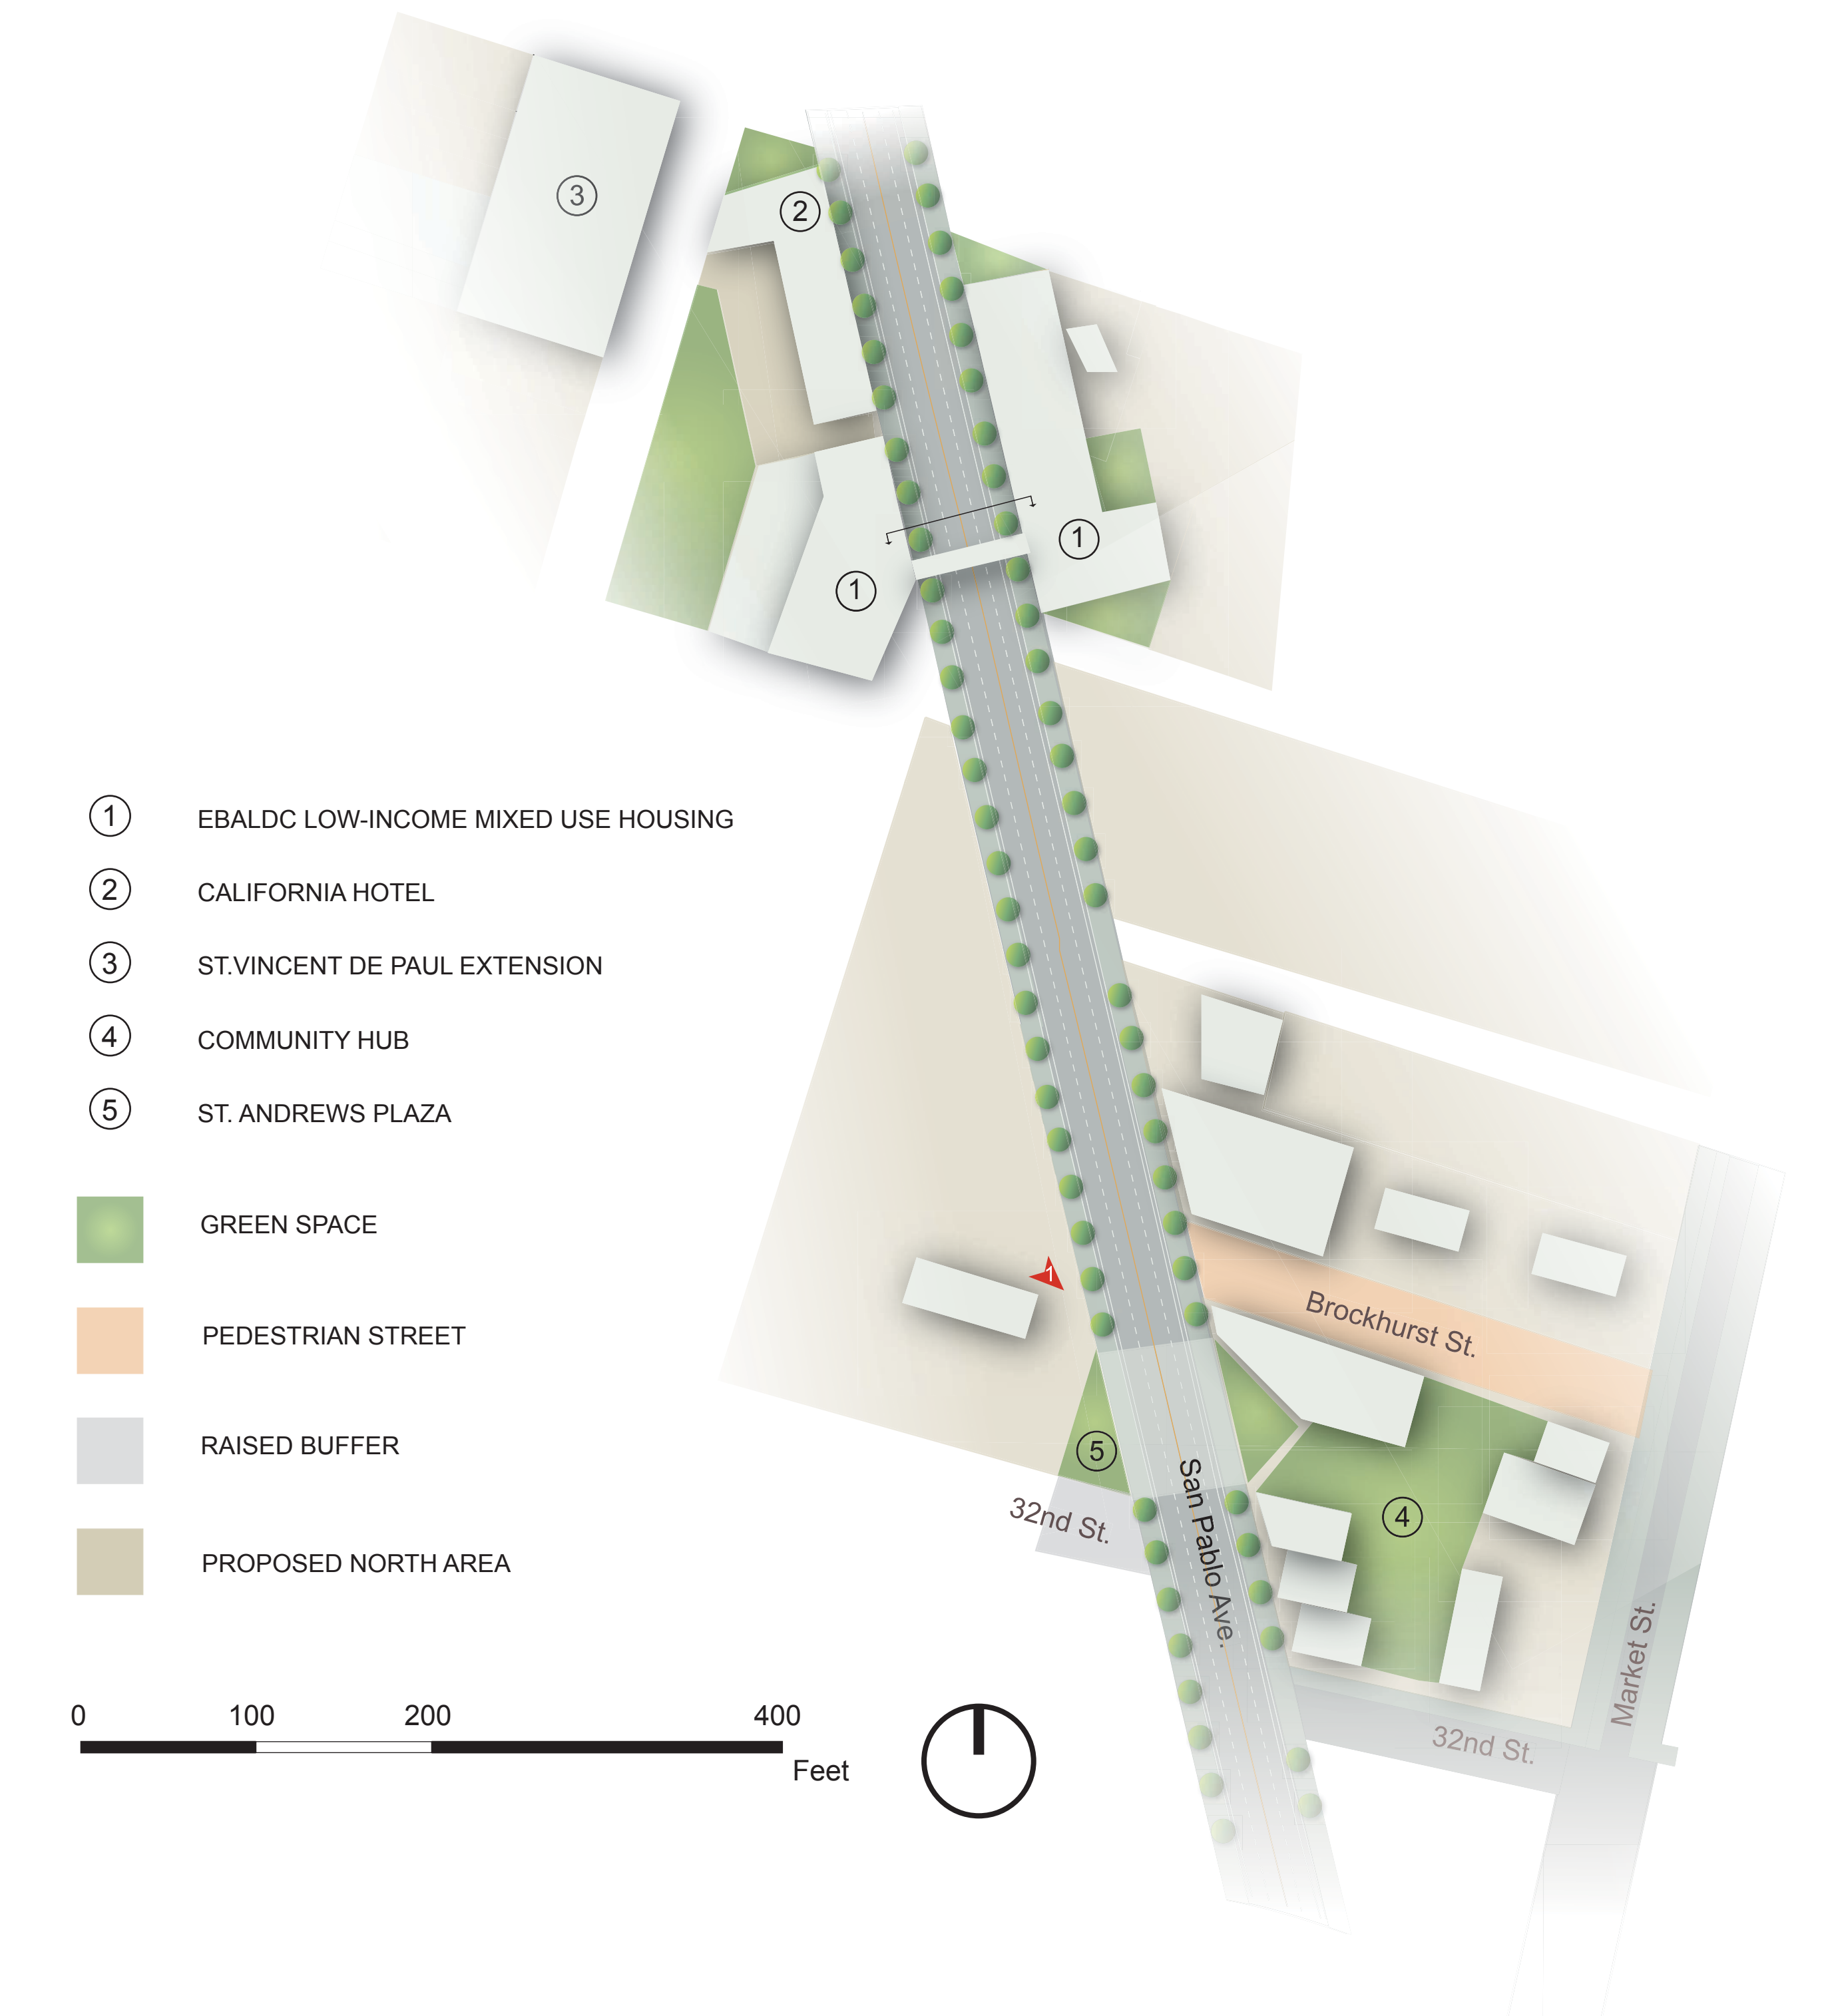 3
2
1
1
1 EBALDC LOW-INCOME MIXED USE HOUSING
2 CALIFORNIA HOTEL
3 ST.VINCENT DE PAUL EXTENSION
4 COMMUNITY HUB
5 ST. ANDREWS PLAZA
GREEN SPACE
PEDESTRIAN STREET
RAISED BUFFER
PROPOSED NORTH AREA
1
Brockhurst St.
5
San Pablo Ave.
32nd St.
4
Market St.
32nd St.
0 100 200 400
Feet